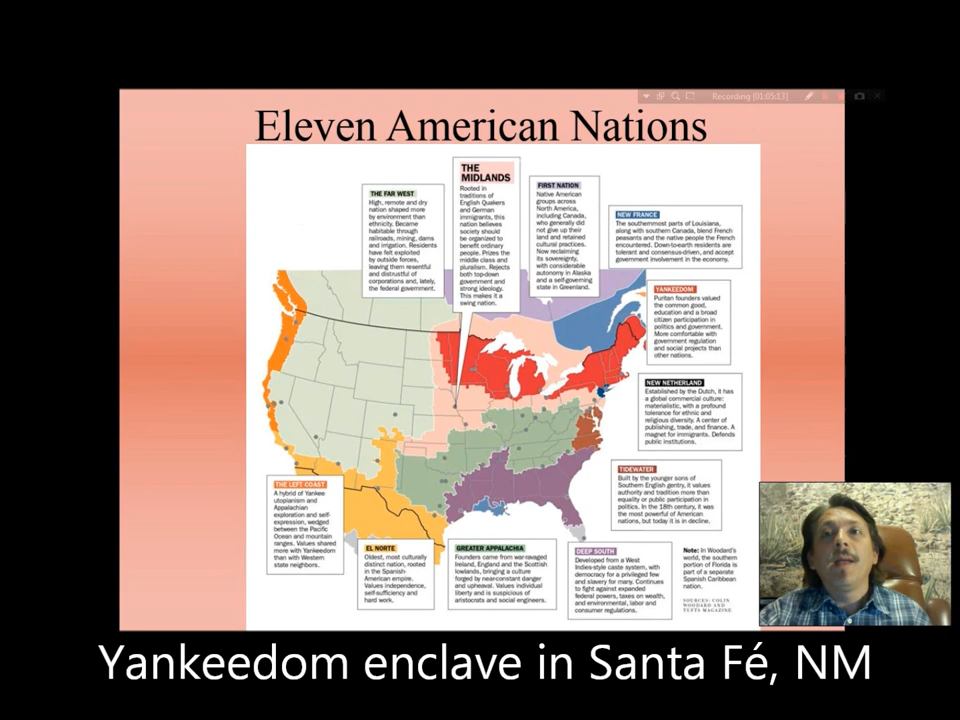 Recording [01:05:13]
Eleven American Nations
THE FAR WEST
High, remote and dry
nation shaped more
by environment than
ethnicity. Became
habitable through
railroads, mining, dams
and irrigation. Residents
have felt exploited
by outside forces,
leaving them resentful
and distrustful of
corporations and, lately,
the federal government.
THE
MIDLANDS
Rooted in
traditions of
English Quakers
and German
immigrants, this
nation believes
society should
be organized to
benefit ordinary
people. Prizes the
middle class and
pluralism. Rejects
both top-down
government and
strong ideology.
This makes it a
swing nation.
FIRST NATION
Native American
groups across
North America,
including Canada,
who generally did
not give up their
land and retained
cultural practices.
Now reclaiming
its sovereignty,
with considerable
autonomy in Alaska
and a self-governing
state in Greenland.
NEW FRANCE
The southernmost parts of Louisiana,
along with southern Canada, blend French
peasants and the native people the French
encountered. Down-to-earth residents are
tolerant and consensus-driven, and accept
government involvement in the economy.
YANKEEDOM
Puritan founders valued
the common good,
education and a broad
citizen participation in
politics and government.
More comfortable with
government regulation
and social projects than
other nations.
NEW NETHERLAND
Established by the Dutch, it has
a global commercial culture:
materialistic, with a profound
tolerance for ethnic and
religious diversity. A center of
publishing, trade, and finance. A
magnet for immigrants. Defends
public institutions.
TIDEWATER
Built by the younger sons of
Southern English gentry, it values
authority and tradition more than
equality or public participation in
politics. In the 18th century, it was
the most powerful of American
nations, but today it is in decline.
THE LEFT COAST
A hybrid of Yankee
utopianism and
Appalachian
exploration and self-
expression, wedged
between the Pacific
Ocean and mountain
ranges. Values shared
more with Yankeedom
than with Western
state neighbors.
EL NORTE
Oldest, most culturally
distinct nation, rooted
in the Spanish
American empire.
Values independence,
self-sufficiency and
hard work.
GREATER APPALACHIA
Founders came from war-ravaged
Ireland, England and the Scottish
lowlands, bringing a culture
forged by near-constant danger
and upheaval. Values individual
liberty and is suspicious of
aristocrats and social engineers.
DEEP SOUTH
Developed from a West
Indies-style caste system, with
democracy for a privileged few
and slavery for many. Continues
to fight against expanded
federal powers, taxes on wealth,
and environmental, labor and
consumer regulations.
Note: In Woodard's
world, the southern
portion of Florida is
part of a separate
Spanish Caribbean
nation.
SOURCES: COLIN
WOODARD AND
TUFTS MAGAZINE
Yankeedom enclave in Santa Fé, NM